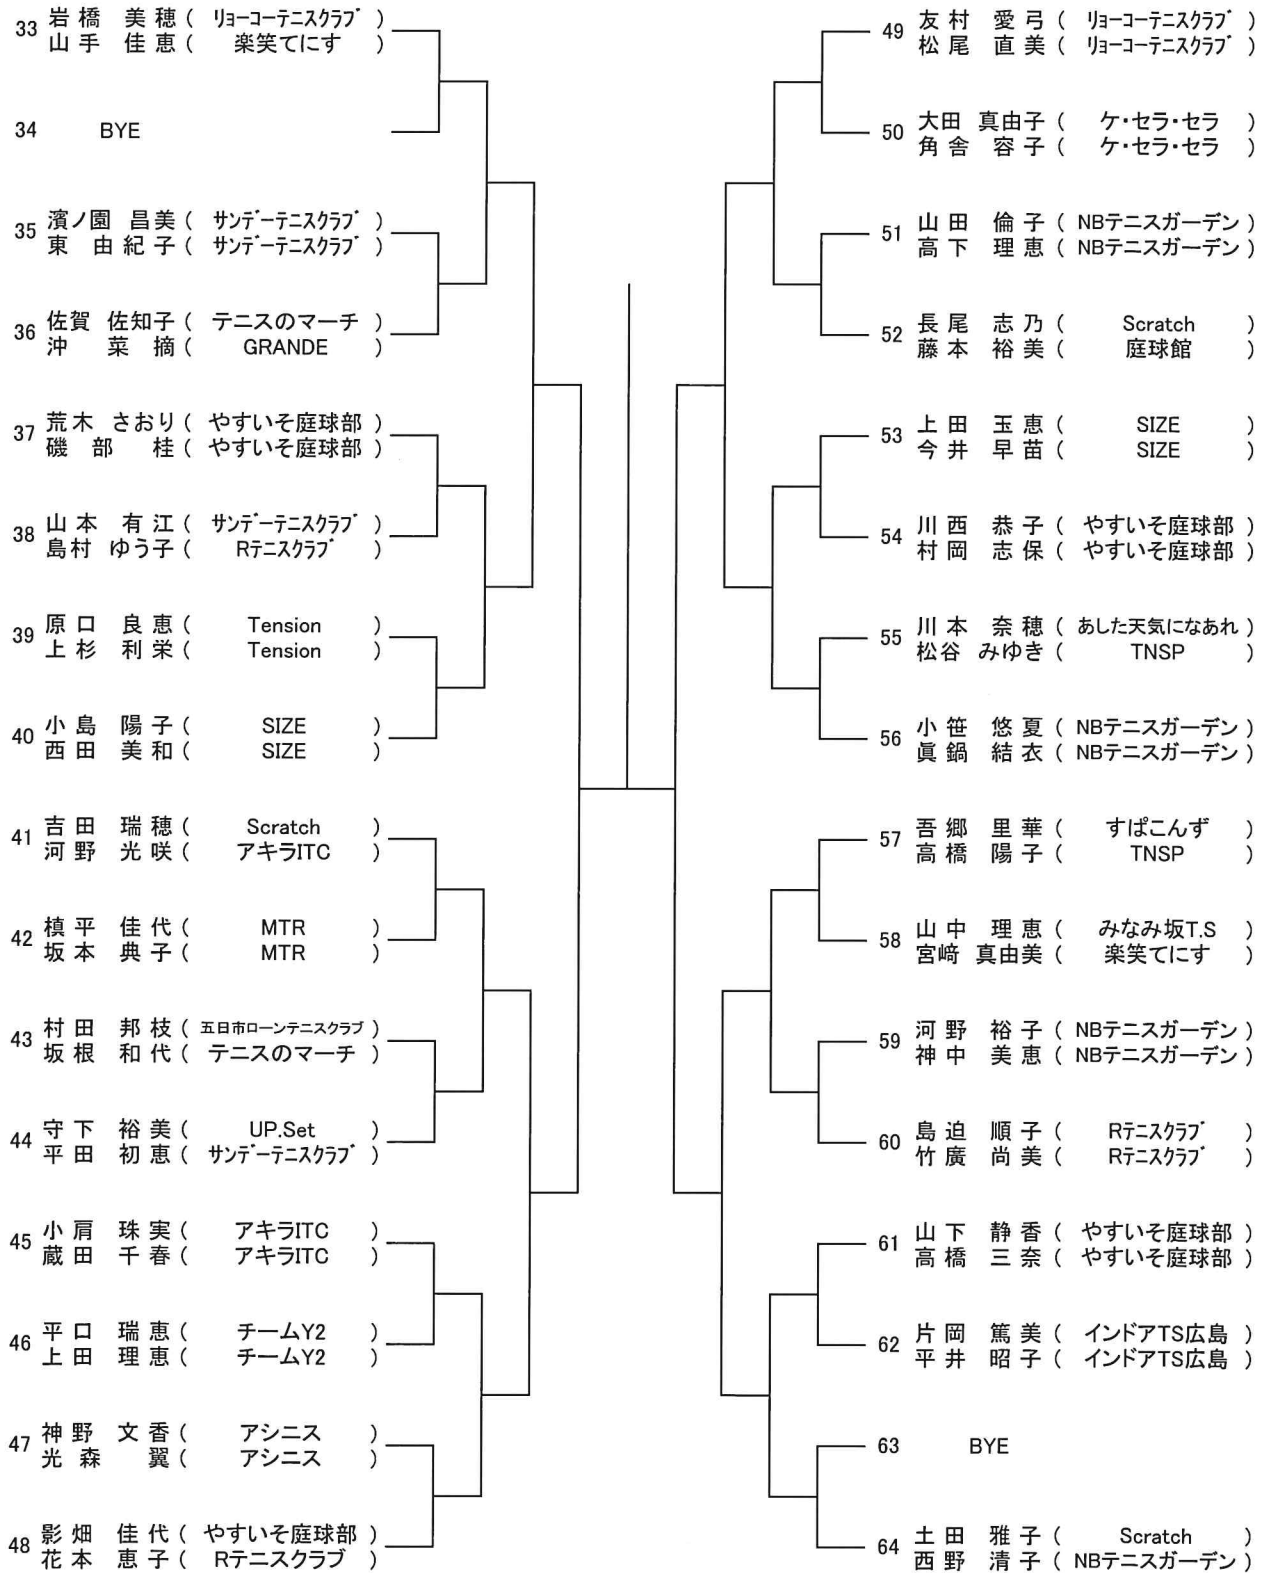 33 岩橋 美穂 ( リョーコーテニスクラブ )
山手 佳恵 ( 楽笑てにす )
34 BYE
35 濱ノ園 昌美 ( サンデーテニスクラブ )
東 由紀子 ( サンデーテニスクラブ )
36 佐賀 佐知子 ( テニスのマーチ )
沖 菜摘 ( GRANDE )
37 荒木 さおり ( やすいそ庭球部 )
磯部 桂 ( やすいそ庭球部 )
38 山本 有江 ( サンデーテニスクラブ )
島村 ゆう子 ( Rテニスクラブ )
39 原口 良恵 ( Tension )
上杉 利栄 ( Tension )
40 小島 陽子 ( SIZE )
西田 美和 ( SIZE )
41 吉田 瑞穂 ( Scratch )
河野 光咲 ( アキラITC )
42 槙平 佳代 ( MTR )
坂本 典子 ( MTR )
43 村田 邦枝 ( 五日市ローンテニスクラブ )
坂根 和代 ( テニスのマーチ )
44 守下 裕美 ( UP.Set )
平田 初恵 ( サンデーテニスクラブ )
45 小肩 珠実 ( アキラITC )
蔵田 千春 ( アキラITC )
46 平口 瑞恵 ( チームY2 )
上田 理恵 ( チームY2 )
47 神野 文香 ( アシニス )
光森 翼 ( アシニス )
48 影畑 佳代 ( やすいそ庭球部 )
花本 恵子 ( Rテニスクラブ )
49 友村 愛弓 ( リョーコーテニスクラブ )
松尾 直美 ( リョーコーテニスクラブ )
50 大田 真由子 ( ケ・セラ・セラ )
角舎 容子 ( ケ・セラ・セラ )
51 山田 倫子 ( NBテニスガーデン )
高下 理恵 ( NBテニスガーデン )
52 長尾 志乃 ( Scratch )
藤本 裕美 ( 庭球館 )
53 上田 玉恵 ( SIZE )
今井 早苗 ( SIZE )
54 川西 恭子 ( やすいそ庭球部 )
村岡 志保 ( やすいそ庭球部 )
55 川本 奈穂 ( あした天気になあれ )
松谷 みゆき ( TNSP )
56 小笹 悠夏 ( NBテニスガーデン )
眞鍋 結衣 ( NBテニスガーデン )
57 吾郷 里華 ( すぱこんず )
高橋 陽子 ( TNSP )
58 山中 理恵 ( みなみ坂T.S )
宮﨑 真由美 ( 楽笑てにす )
59 河野 裕子 ( NBテニスガーデン )
神中 美恵 ( NBテニスガーデン )
60 島迫 順子 ( Rテニスクラブ )
竹廣 尚美 ( Rテニスクラブ )
61 山下 静香 ( やすいそ庭球部 )
高橋 三奈 ( やすいそ庭球部 )
62 片岡 篤美 ( インドアTS広島 )
平井 昭子 ( インドアTS広島 )
63 BYE
64 土田 雅子 ( Scratch )
西野 清子 ( NBテニスガーデン )